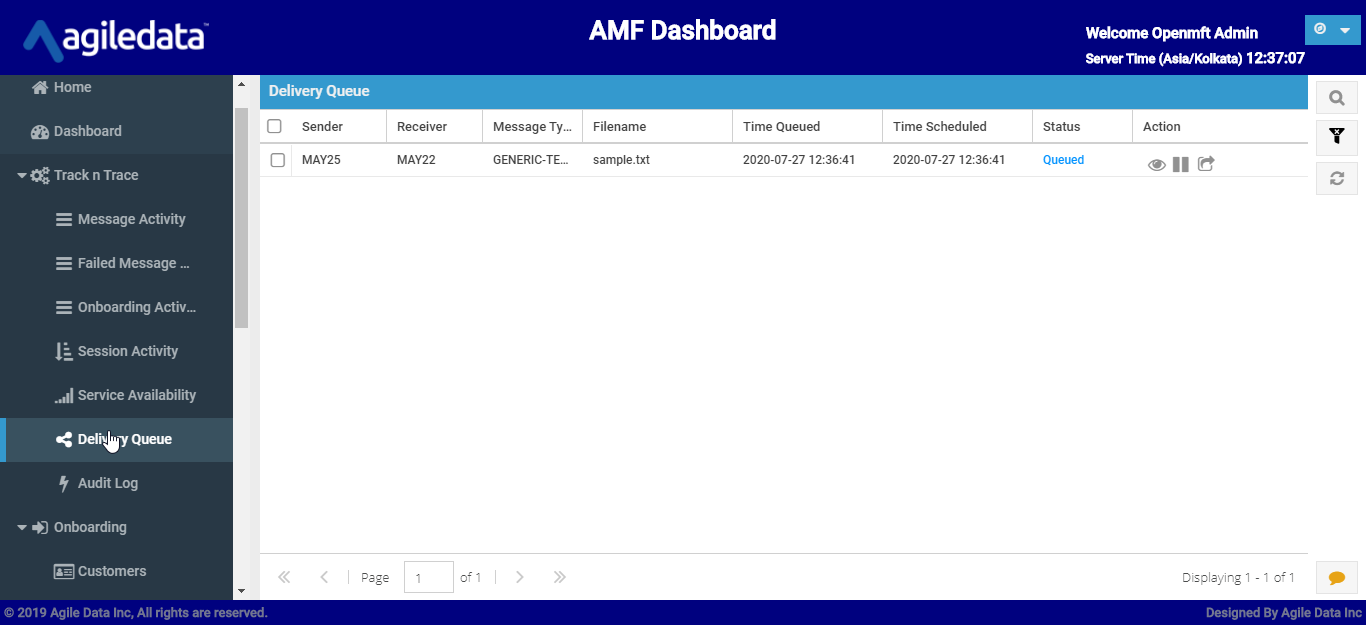 agiledata™
AMF Dashboard
Welcome Openmft Admin
Server Time (Asia/Kolkata) 12:37:07
Home
Dashboard
Track n Trace
Message Activity
Failed Message ...
Onboarding Activ...
Session Activity
Service Availability
Delivery Queue
Audit Log
Onboarding
Customers
Delivery Queue
Sender Receiver Message Ty... Filename Time Queued Time Scheduled Status Action
MAY25 MAY22 GENERIC-TE... sample.txt 2020-07-27 12:36:41 2020-07-27 12:36:41 Queued
Page 1 of 1
Displaying 1 - 1 of 1
© 2019 Agile Data Inc, All rights are reserved.
Designed By Agile Data Inc